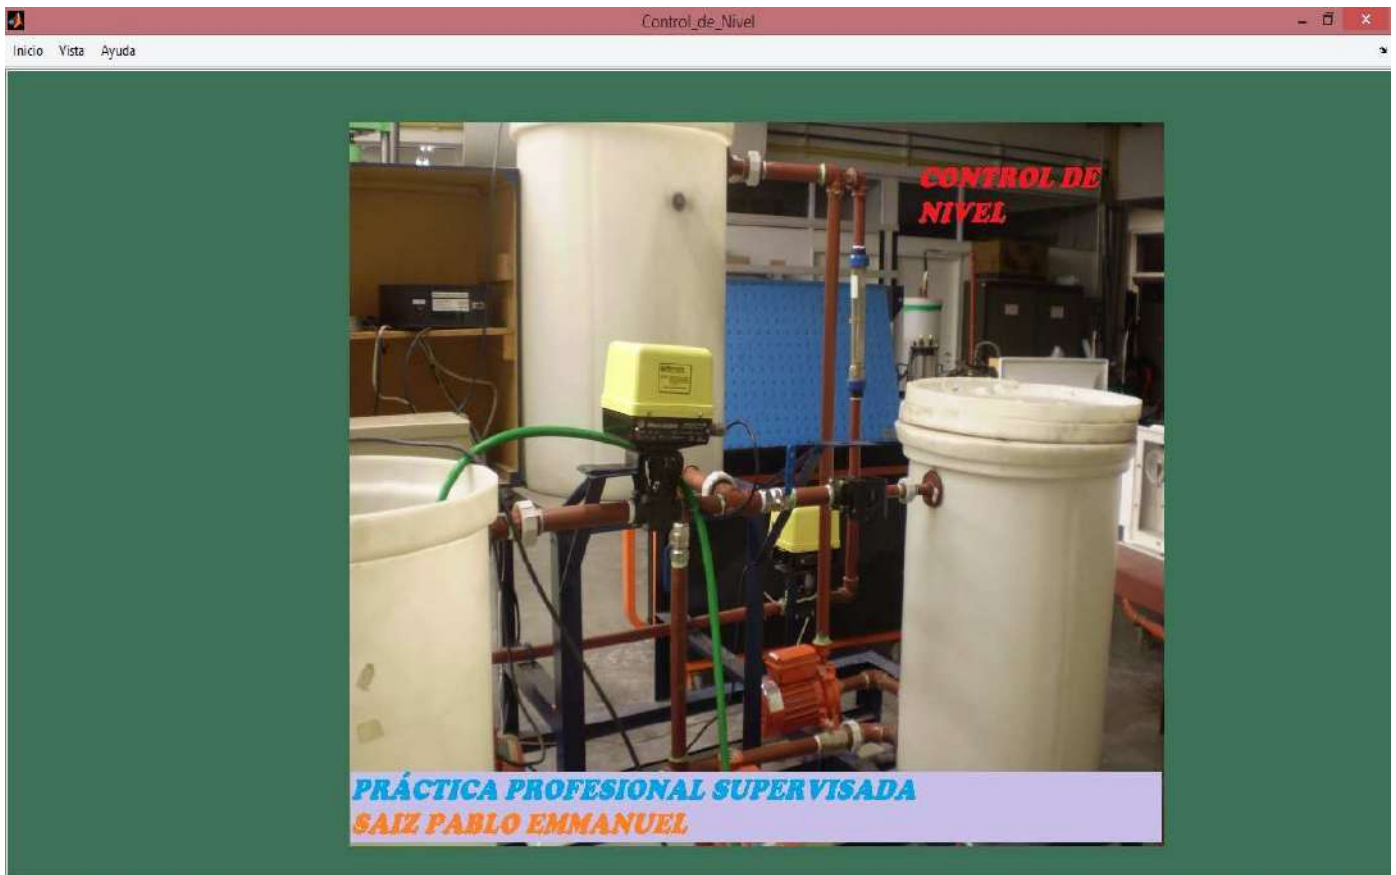 Control_de_Nivel
Inicio Vista Ayuda
CONTROL DE
NIVEL
PRÁCTICA PROFESIONAL SUPERVISADA
SAIZ PABLO EMMANUEL